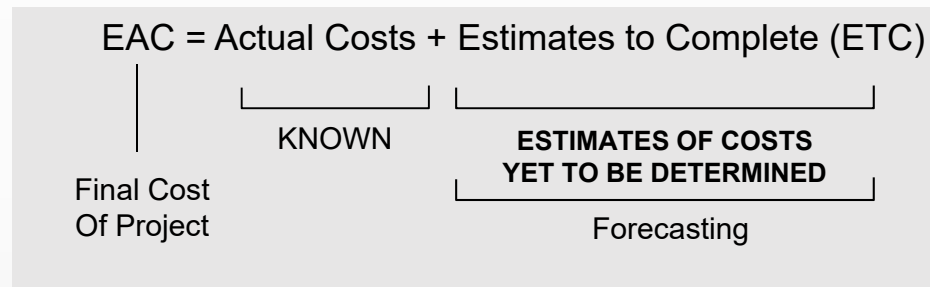 EAC = Actual Costs + Estimates to Complete (ETC)
KNOWN
ESTIMATES OF COSTS
YET TO BE DETERMINED
Final Cost
Of Project
Forecasting